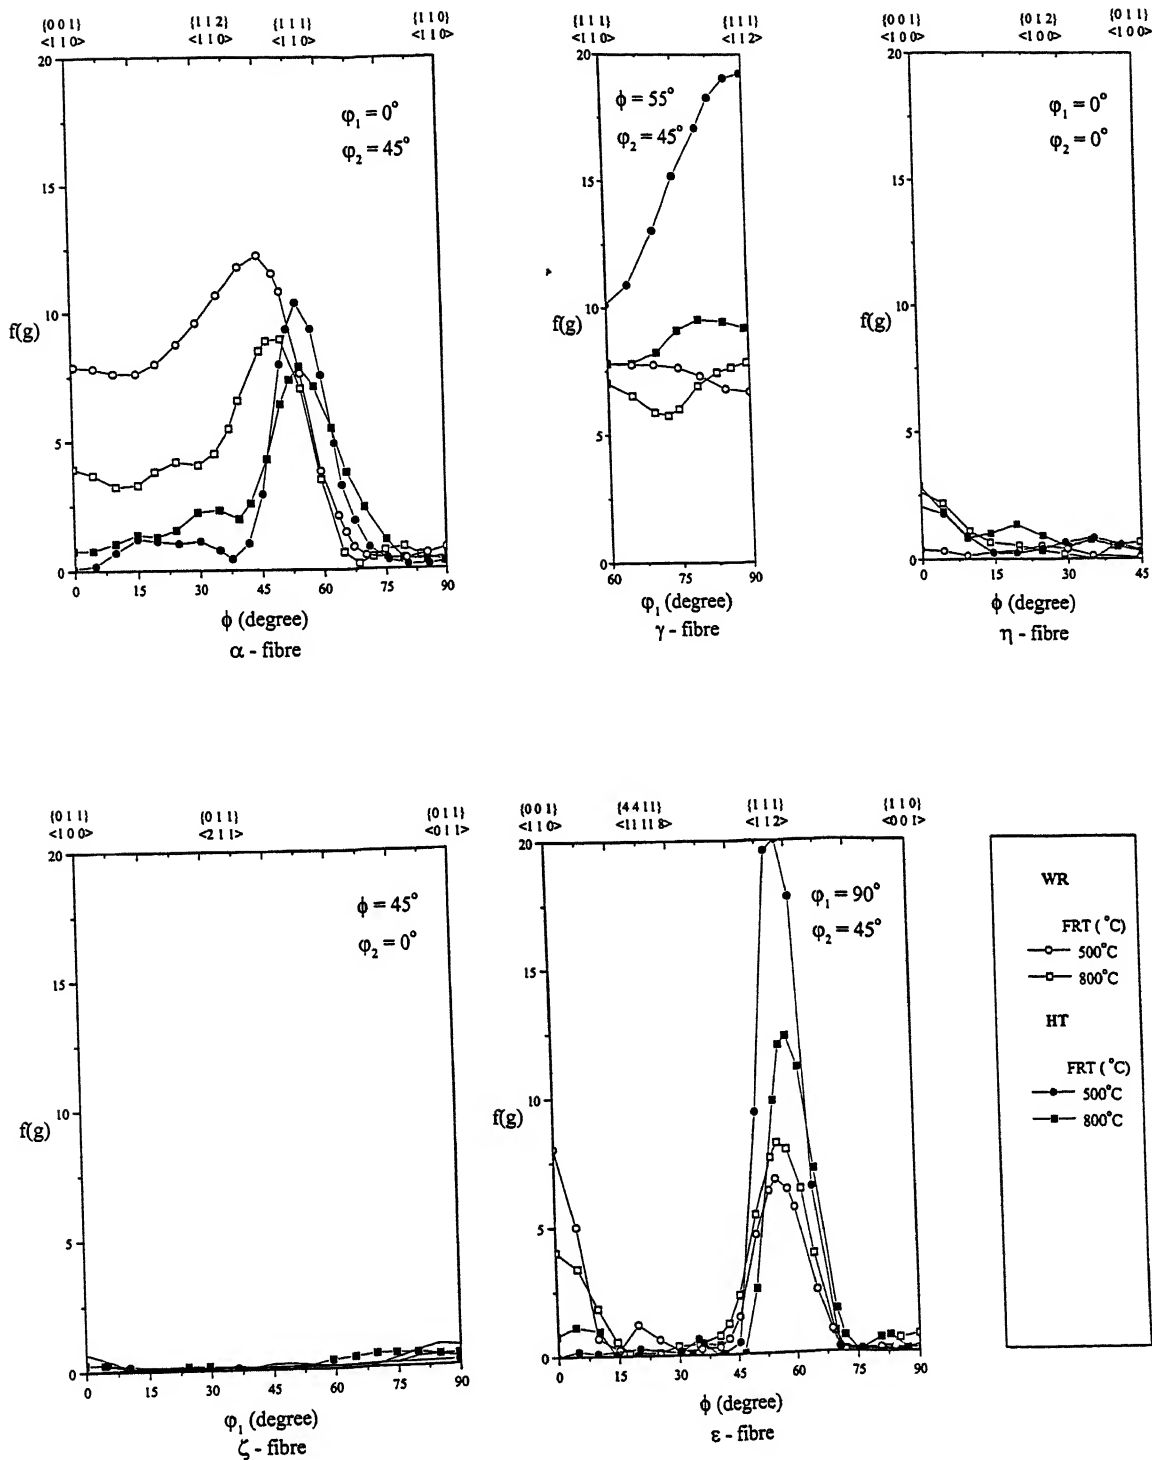 {0 0 1} {1 1 2} {1 1 1} {1 1 0}
<1 1 0> <1 1 0> <1 1 0> <1 1 0>
20
15
10
5
0
f(g)
φ1 = 0°
φ2 = 45°
0 15 30 45 60 75 90
ϕ (degree)
α - fibre
{1 1 1} {1 1 1}
<1 1 0> <1 1 2>
20
15
10
5
0
f(g)
ϕ = 55°
φ2 = 45°
60 75 90
φ1 (degree)
γ - fibre
{0 0 1} {0 1 2} {0 1 1}
<1 0 0> <1 0 0> <1 0 0>
20
15
10
5
0
f(g)
φ1 = 0°
φ2 = 0°
0 15 30 45
ϕ (degree)
η - fibre
{0 1 1} {0 1 1} {0 1 1}
<1 0 0> <2 1 1> <0 1 1>
20
15
10
5
0
f(g)
ϕ = 45°
φ2 = 0°
0 15 30 45 60 75 90
φ1 (degree)
ζ - fibre
{0 0 1} {4 4 11} {1 1 1} {1 1 0}
<1 1 0> <11 11 8> <1 1 2> <0 0 1>
20
15
10
5
0
f(g)
φ1 = 90°
φ2 = 45°
0 15 30 45 60 75 90
ϕ (degree)
ε - fibre
WR
FRT (°C)
500°C
800°C
HT
FRT (°C)
500°C
800°C